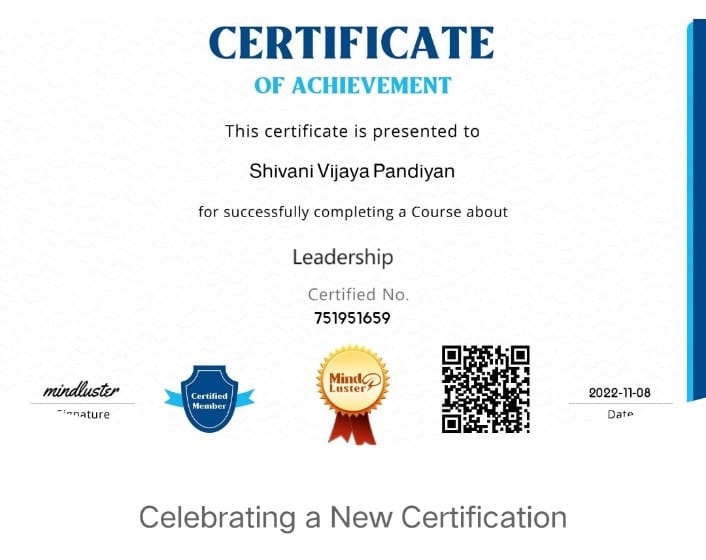 CERTIFICATE
OF ACHIEVEMENT
This certificate is presented to
Shivani Vijaya Pandiyan
for successfully completing a Course about
Leadership
Certified No.
751951659
mindluster
Signature
Certified
Member
Mind
Luster
2022-11-08
Date
Celebrating a New Certification